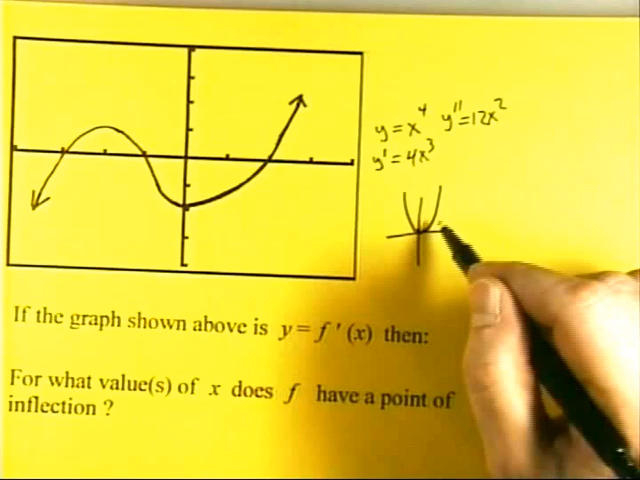 y = x⁴ y'' = 12x²
y' = 4x³
If the graph shown above is y = f ' (x) then:
For what value(s) of x does f have a point of
inflection ?